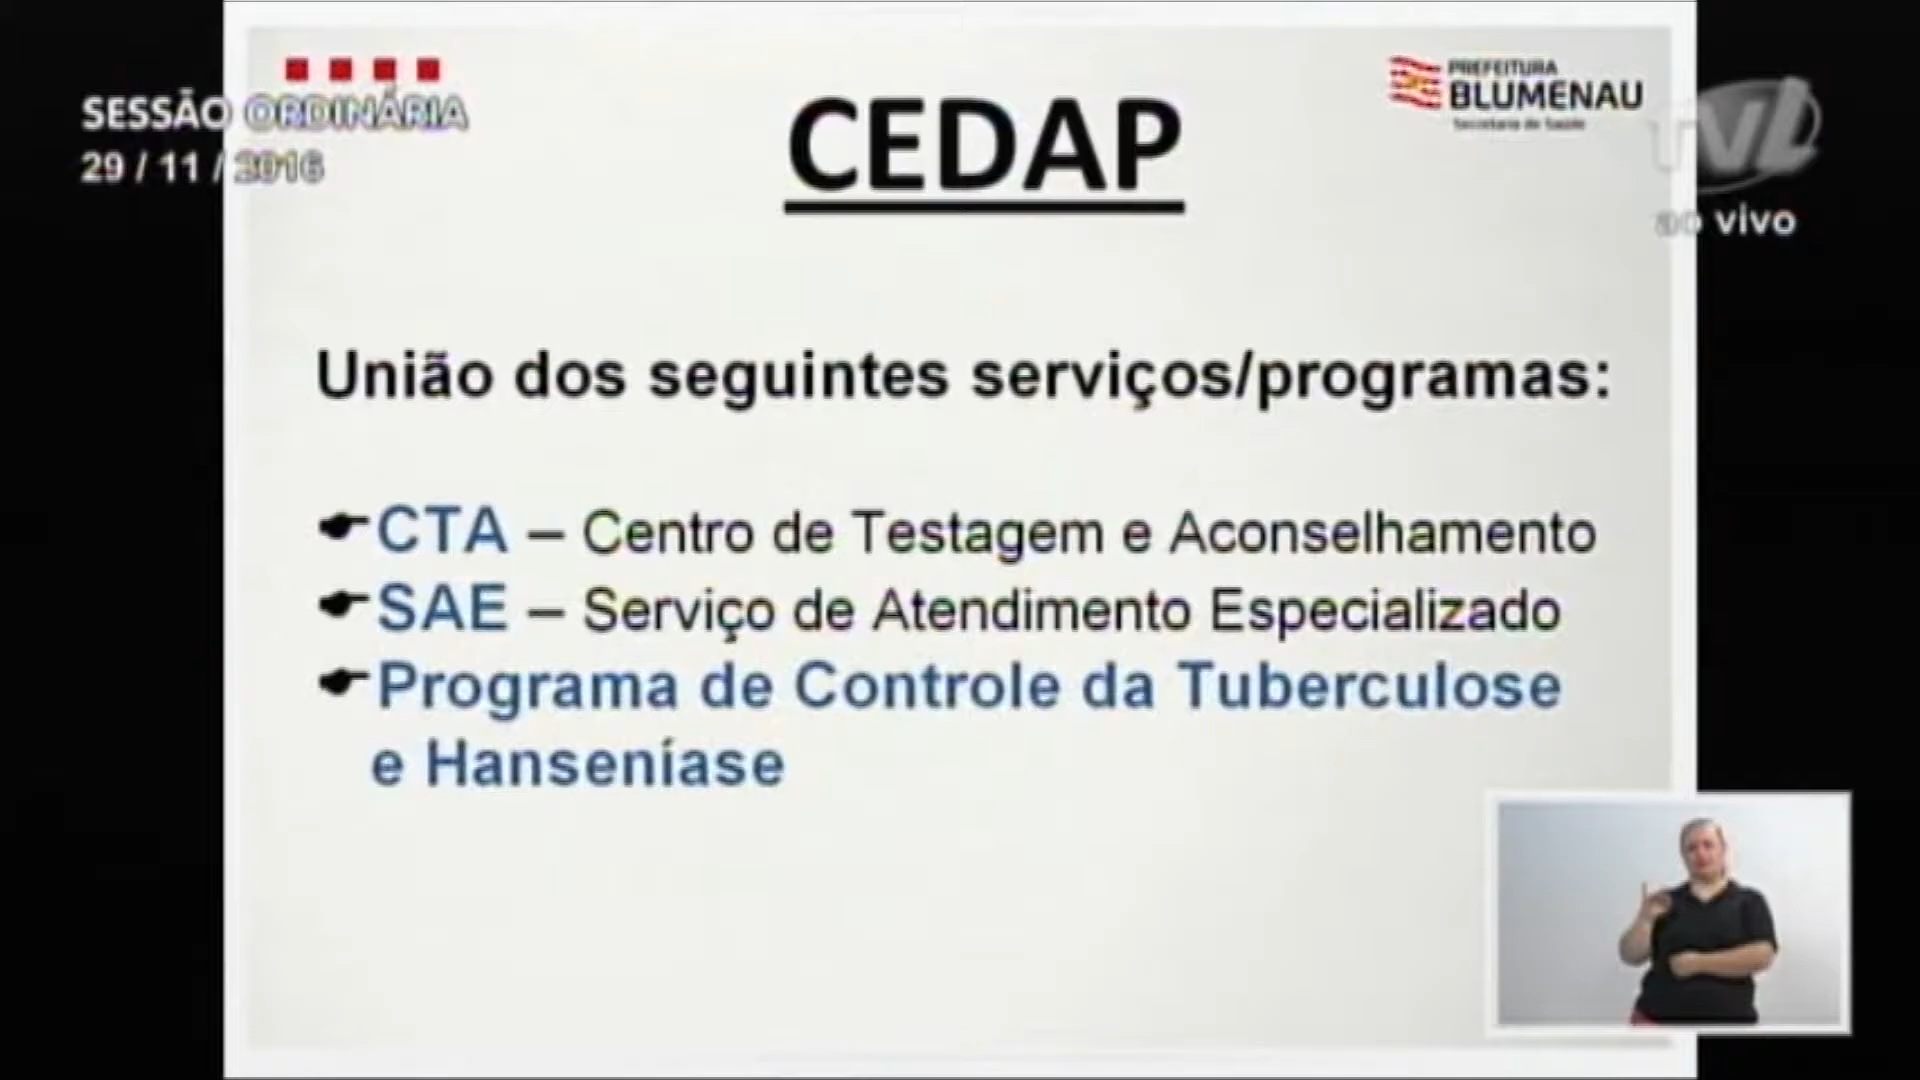 SESSÃO ORDINÁRIA
29 / 11 / 2016
PREFEITURA
BLUMENAU
Secretaria de Saúde
TVL
ao vivo
CEDAP
União dos seguintes serviços/programas:
CTA – Centro de Testagem e Aconselhamento
SAE – Serviço de Atendimento Especializado
Programa de Controle da Tuberculose
e Hanseníase